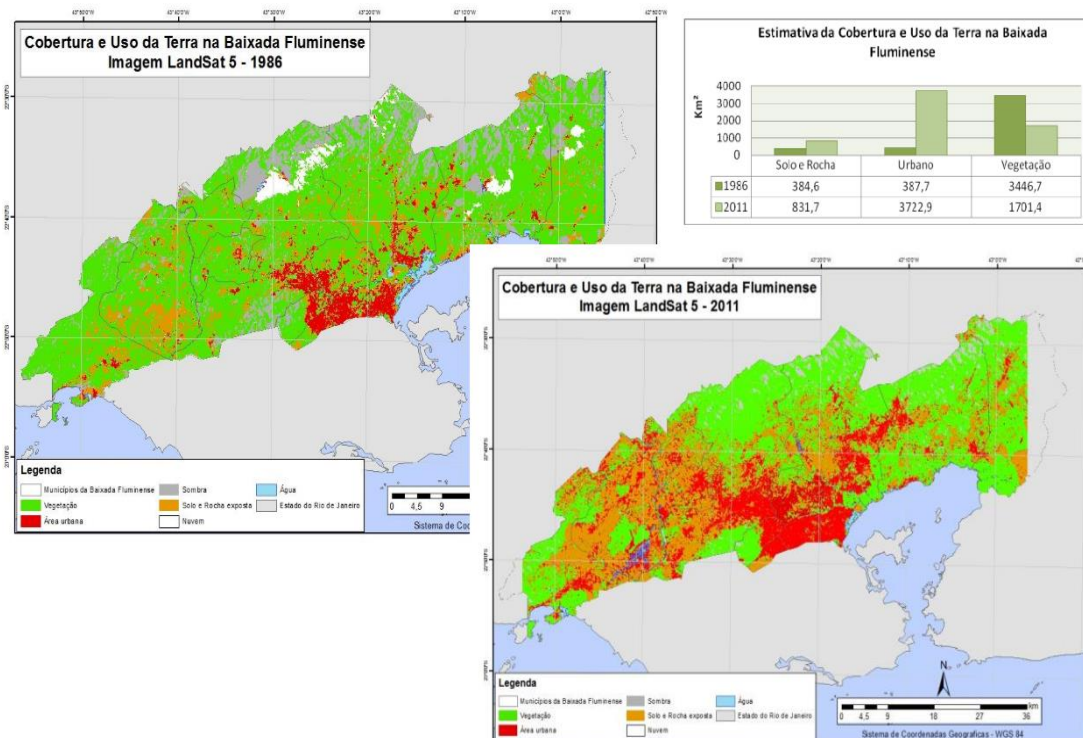 Cobertura e Uso da Terra na Baixada Fluminense
Imagem LandSat 5 - 1986
Legenda
Municípios da Baixada Fluminense
Sombra
Água
Vegetação
Solo e Rocha exposta
Estado do Rio de Janeiro
Área urbana
Nuvem
0 4,5 9
Sistema de Coor
Estimativa da Cobertura e Uso da Terra na Baixada
Fluminense
Km²
4000
3000
2000
1000
0
Solo e Rocha Urbano Vegetação
1986 384,6 387,7 3446,7
2011 831,7 3722,9 1701,4
Cobertura e Uso da Terra na Baixada Fluminense
Imagem LandSat 5 - 2011
N
Legenda
Municípios da Baixada Fluminense
Sombra
Água
Vegetação
Solo e Rocha exposta
Estado do Rio de Janeiro
Área urbana
Nuvem
0 4,5 9 18 27 36 km
Sistema de Coordenadas Geograficas - WGS 84